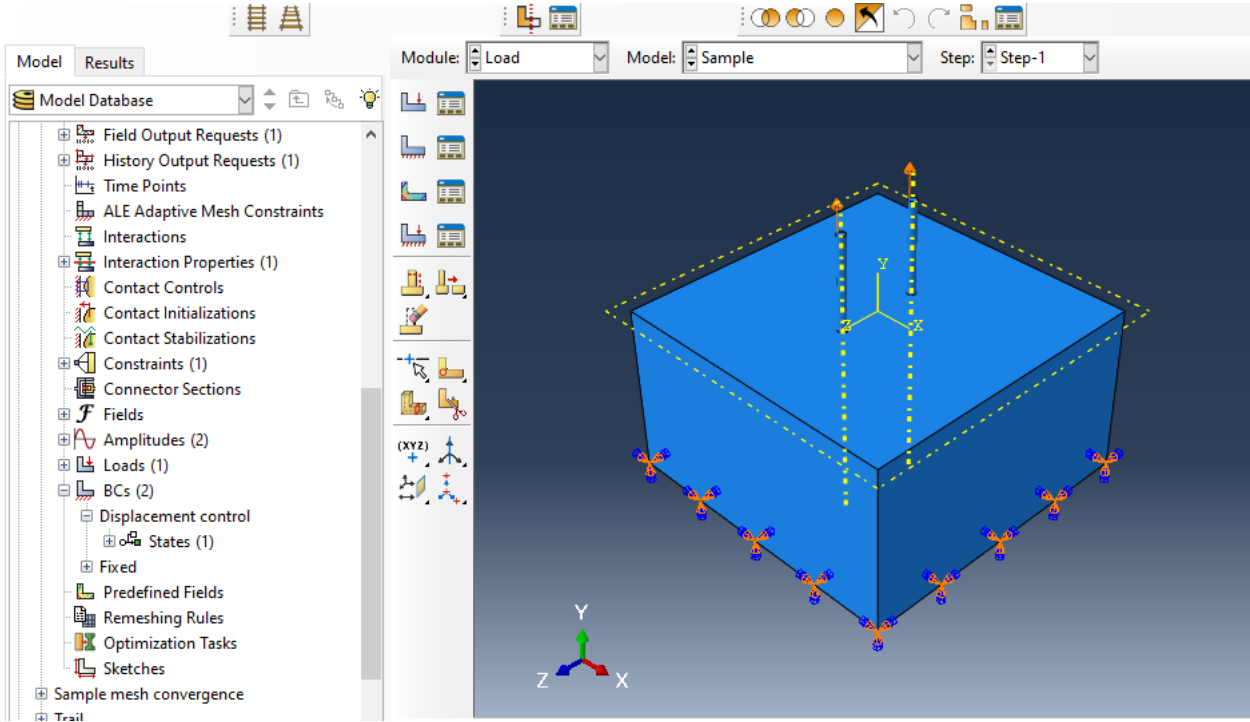 Model Results
Module: Load Model: Sample Step: Step-1
Model Database
Field Output Requests (1)
History Output Requests (1)
Time Points
ALE Adaptive Mesh Constraints
Interactions
Interaction Properties (1)
Contact Controls
Contact Initializations
Contact Stabilizations
Constraints (1)
Connector Sections
Fields
Amplitudes (2)
Loads (1)
BCs (2)
Displacement control
States (1)
Fixed
Predefined Fields
Remeshing Rules
Optimization Tasks
Sketches
Sample mesh convergence
Trail
(XYZ)
Y
Z
X
Y
Z
X